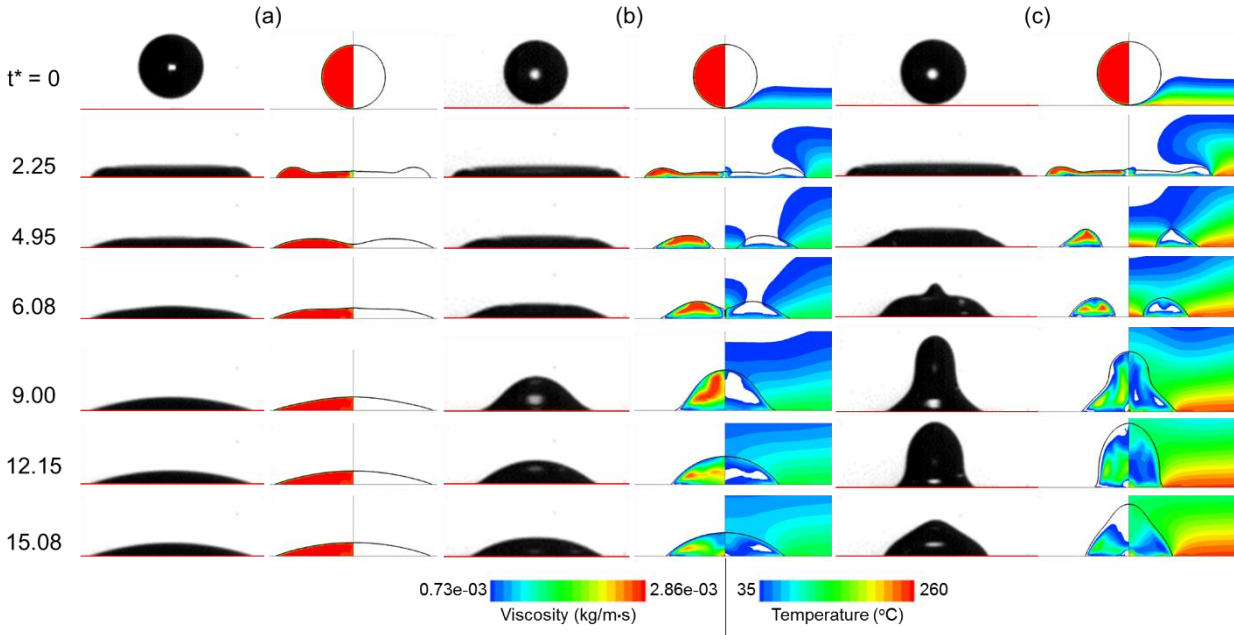 (a) (b) (c)
t* = 0
2.25
4.95
6.08
9.00
12.15
15.08
0.73e-03 2.86e-03 35 260
Viscosity (kg/m·s) Temperature (°C)